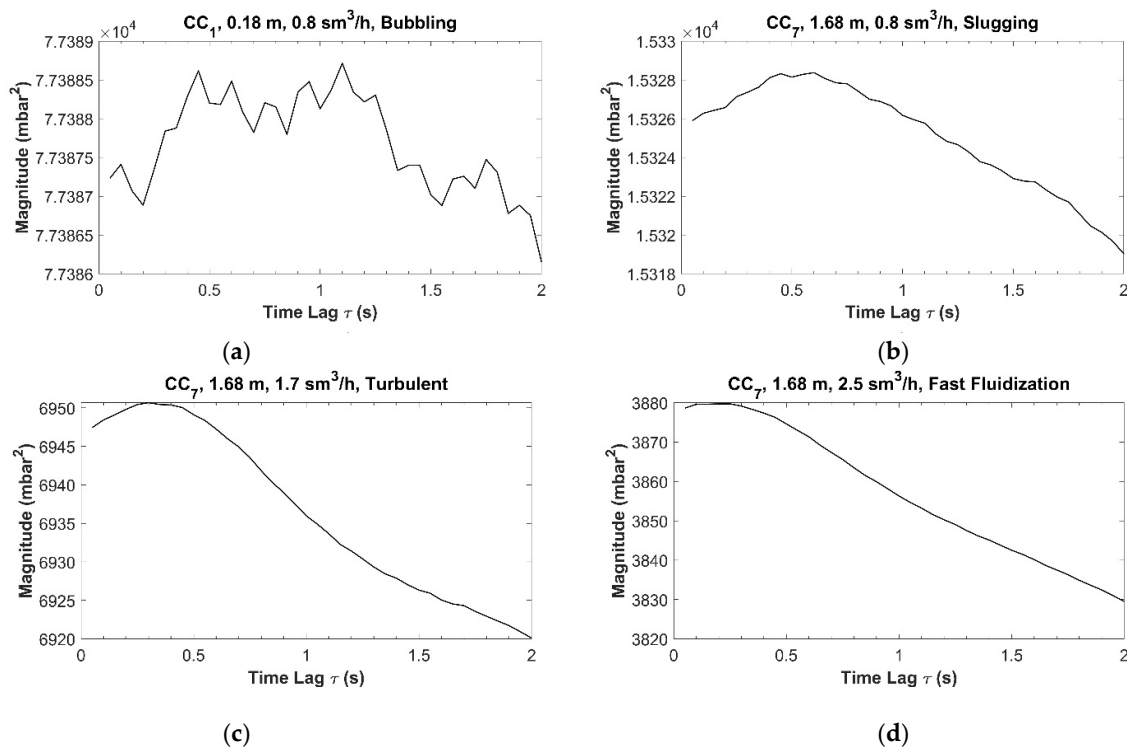 CC₁, 0.18 m, 0.8 sm³/h, Bubbling
×10⁴
7.7389
7.73885
7.7388
7.73875
7.7387
7.73865
7.7386
Magnitude (mbar²)
0 0.5 1 1.5 2
Time Lag τ (s)
(a)
CC₇, 1.68 m, 0.8 sm³/h, Slugging
×10⁴
1.533
1.5328
1.5326
1.5324
1.5322
1.532
1.5318
Magnitude (mbar²)
0 0.5 1 1.5 2
Time Lag τ (s)
(b)
CC₇, 1.68 m, 1.7 sm³/h, Turbulent
6950
6945
6940
6935
6930
6925
6920
Magnitude (mbar²)
0 0.5 1 1.5 2
Time Lag τ (s)
(c)
CC₇, 1.68 m, 2.5 sm³/h, Fast Fluidization
3880
3870
3860
3850
3840
3830
3820
Magnitude (mbar²)
0 0.5 1 1.5 2
Time Lag τ (s)
(d)